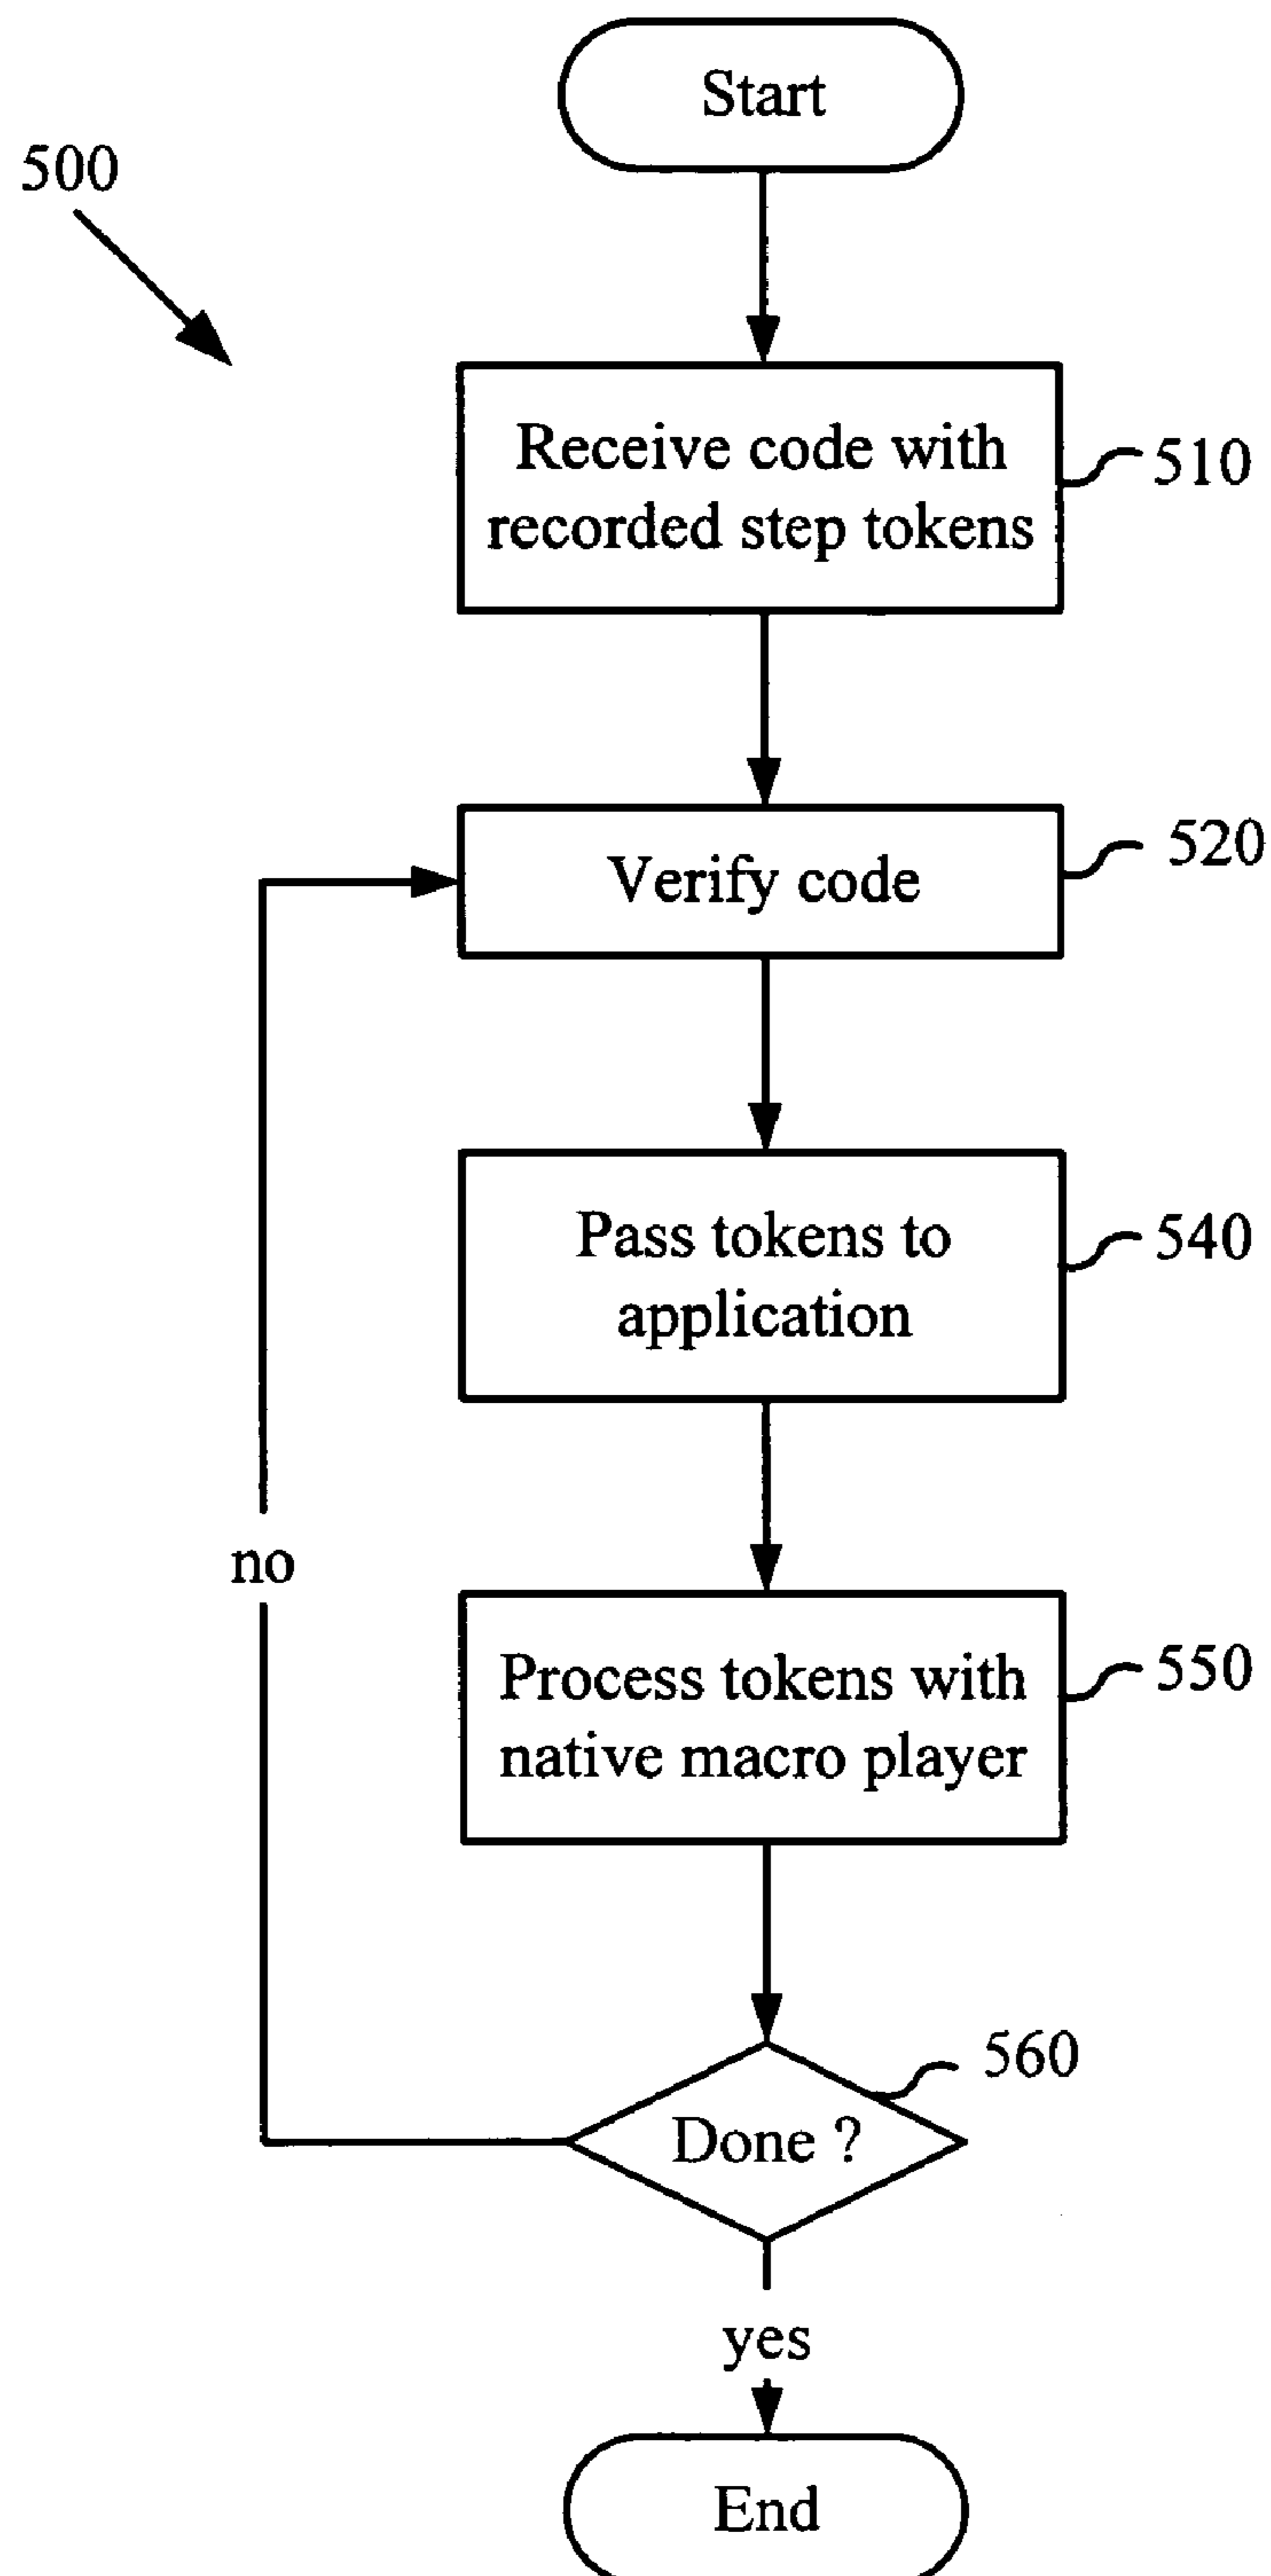 Start
500
Receive code with
recorded step tokens
510
Verify code
520
Pass tokens to
application
540
no
Process tokens with
native macro player
550
Done ?
560
yes
End